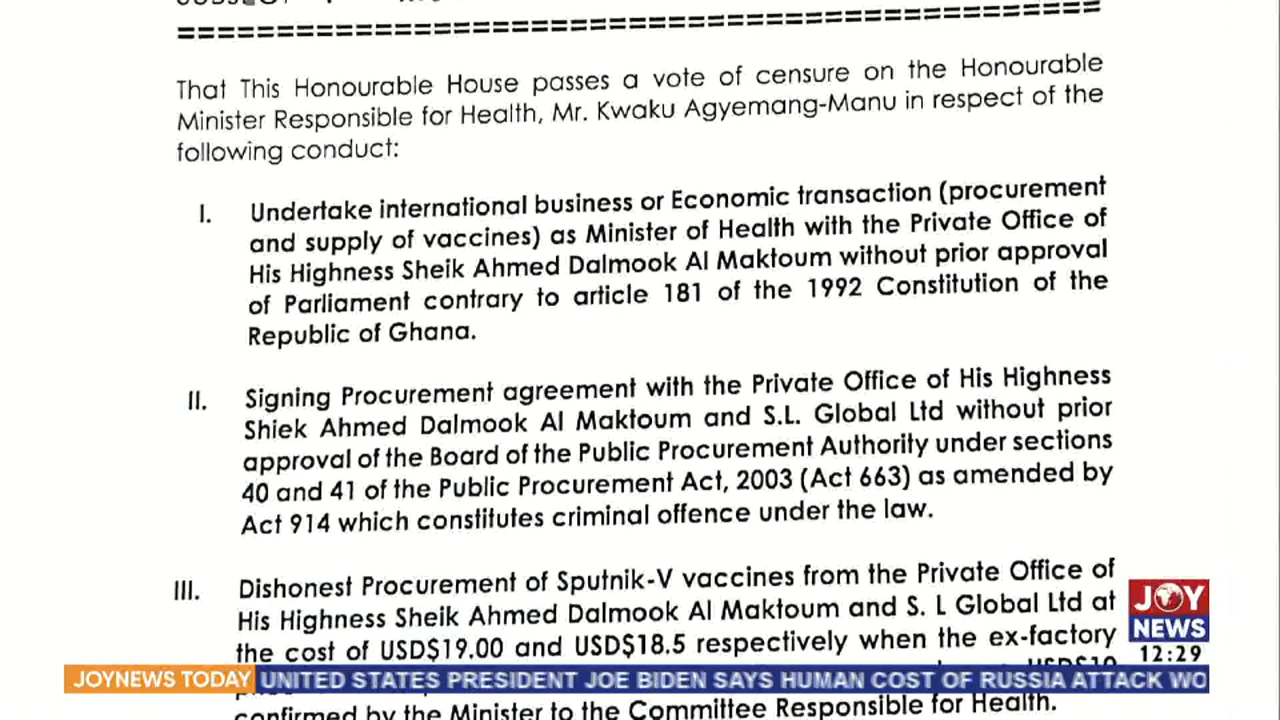 ==============================================
That This Honourable House passes a vote of censure on the Honourable
Minister Responsible for Health, Mr. Kwaku Agyemang-Manu in respect of the
following conduct:
I. Undertake international business or Economic transaction (procurement
and supply of vaccines) as Minister of Health with the Private Office of
His Highness Sheik Ahmed Dalmook Al Maktoum without prior approval
of Parliament contrary to article 181 of the 1992 Constitution of the
Republic of Ghana.
II. Signing Procurement agreement with the Private Office of His Highness
Shiek Ahmed Dalmook Al Maktoum and S.L. Global Ltd without prior
approval of the Board of the Public Procurement Authority under sections
40 and 41 of the Public Procurement Act, 2003 (Act 663) as amended by
Act 914 which constitutes criminal offence under the law.
III. Dishonest Procurement of Sputnik-V vaccines from the Private Office of
His Highness Sheik Ahmed Dalmook Al Maktoum and S. L Global Ltd at
the cost of USD$19.00 and USD$18.5 respectively when the ex-factory
confirmed by the Minister to the Committee Responsible for Health.
JOY
NEWS
12:29
JOYNEWS TODAY UNITED STATES PRESIDENT JOE BIDEN SAYS HUMAN COST OF RUSSIA ATTACK WO